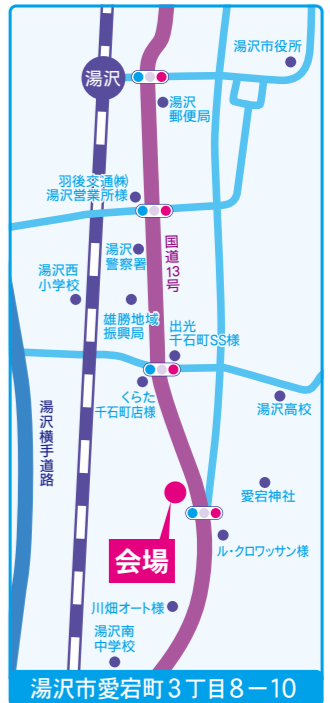 湯沢市役所
湯沢
湯沢
郵便局
羽後交通㈱
湯沢営業所様
国道13号
湯沢
警察署
湯沢西
小学校
雄勝地域
振興局
出光
千石町SS様
くらた
千石町店様
湯沢高校
湯沢横手道路
愛宕神社
会場
ル・クロワッサン様
川畑オート様
湯沢南
中学校
湯沢市愛宕町3丁目8－10